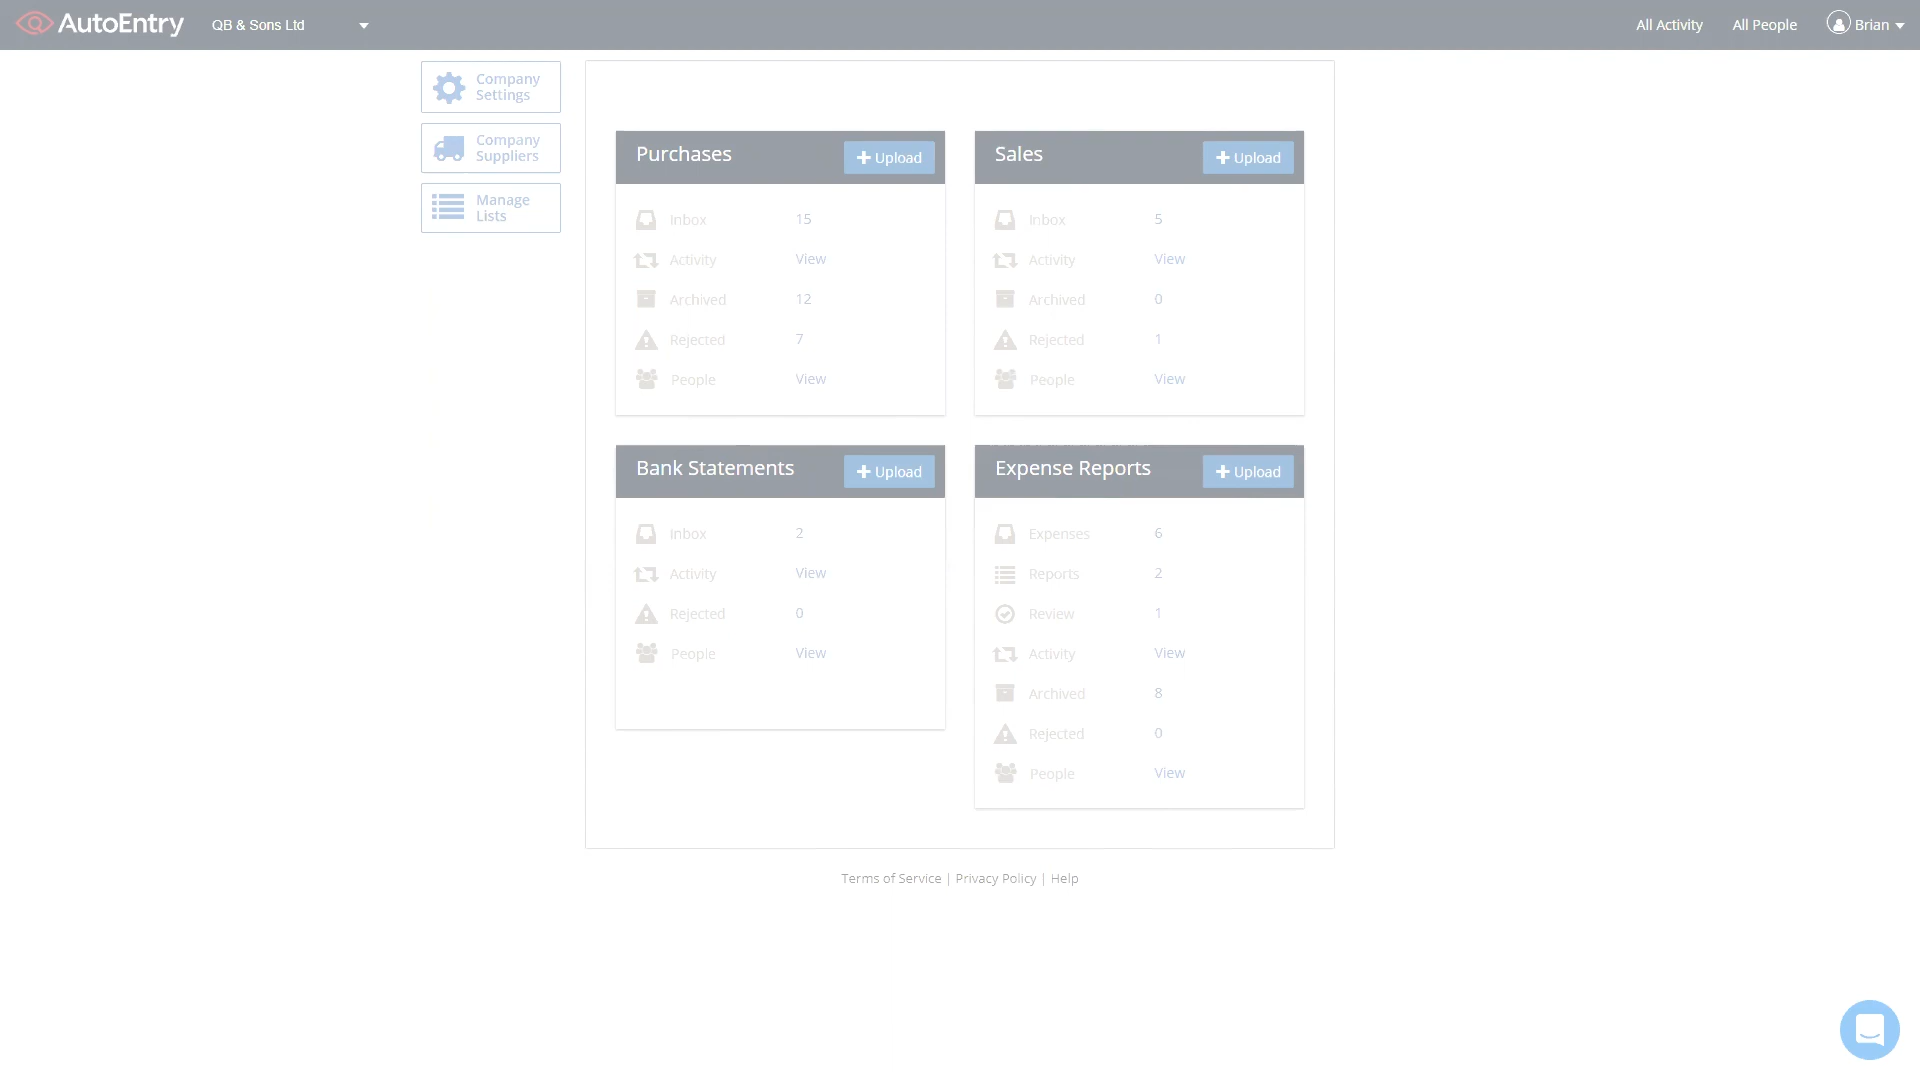 AutoEntry QB & Sons Ltd All Activity All People Brian
Company
Settings
Company
Suppliers
Manage
Lists
Purchases Upload
Inbox 15
Activity View
Archived 12
Rejected 7
People View
Sales Upload
Inbox 5
Activity View
Archived 0
Rejected 1
People View
Bank Statements Upload
Inbox 2
Activity View
Rejected 0
People View
Expense Reports Upload
Expenses 6
Reports 2
Review 1
Activity View
Archived 8
Rejected 0
People View
Terms of Service | Privacy Policy | Help